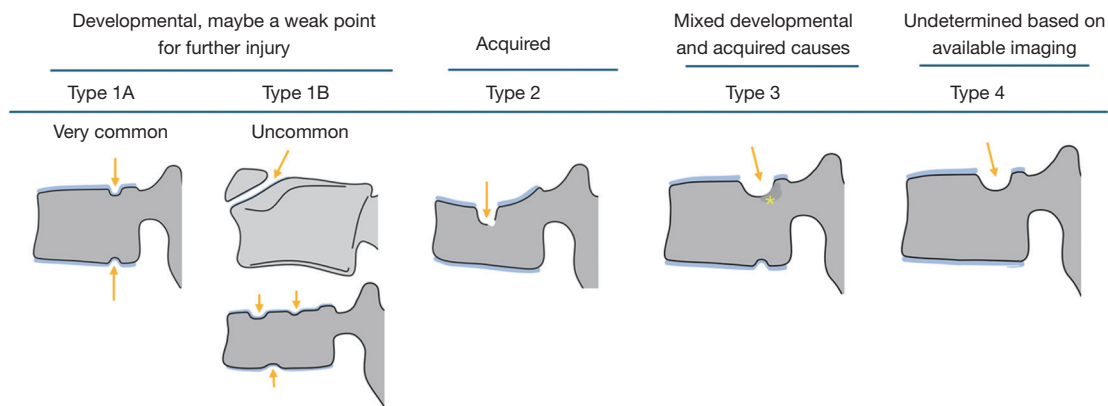 Developmental, maybe a weak point
for further injury
Acquired
Mixed developmental
and acquired causes
Undetermined based on
available imaging
Type 1A
Type 1B
Type 2
Type 3
Type 4
Very common
Uncommon
*